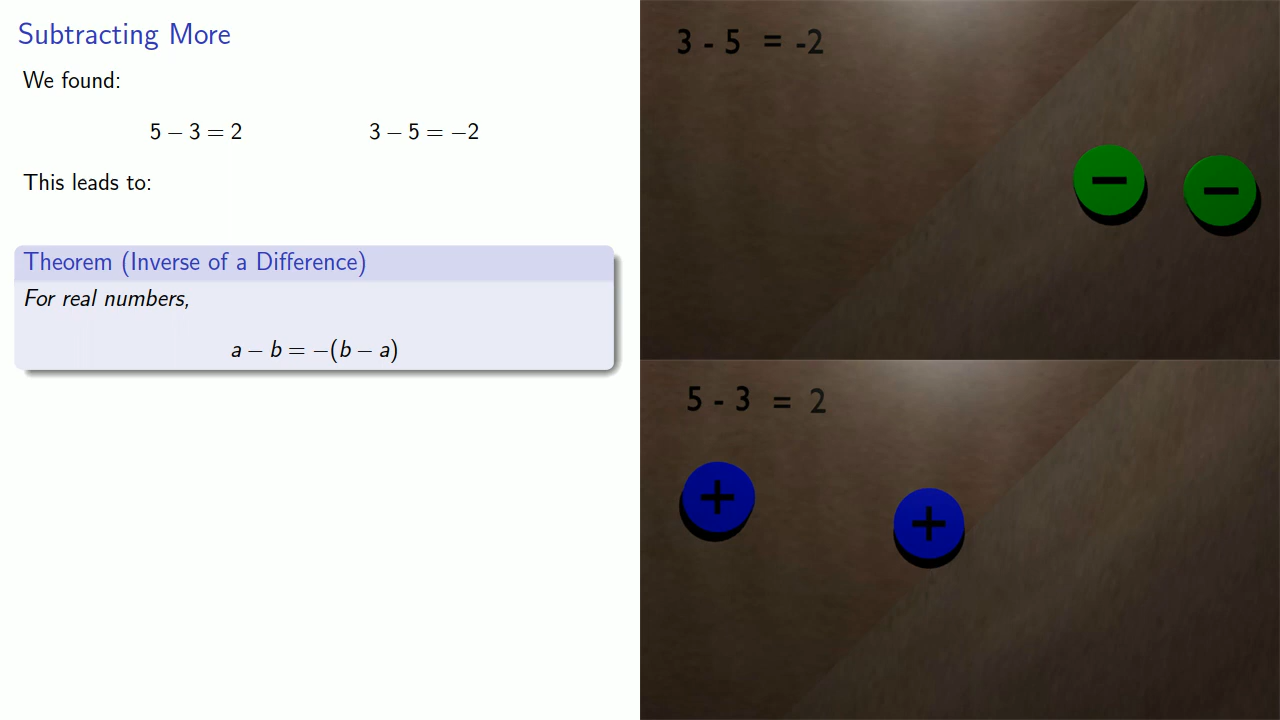 Subtracting More
We found:
5 − 3 = 2 3 − 5 = −2
This leads to:
Theorem (Inverse of a Difference)
For real numbers,
a − b = −(b − a)
3 - 5 = -2
− −
5 - 3 = 2
+ +